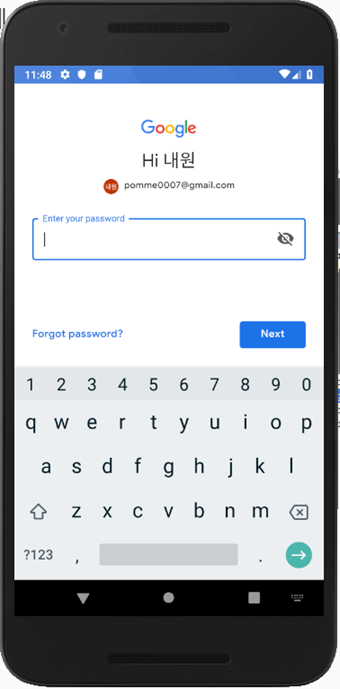 11:48
Google
Hi 내원
내원 pomme0007@gmail.com
Enter your password
Forgot password? Next
1 2 3 4 5 6 7 8 9 0
q w e r t y u i o p
a s d f g h j k l
z x c v b n m
?123 , .